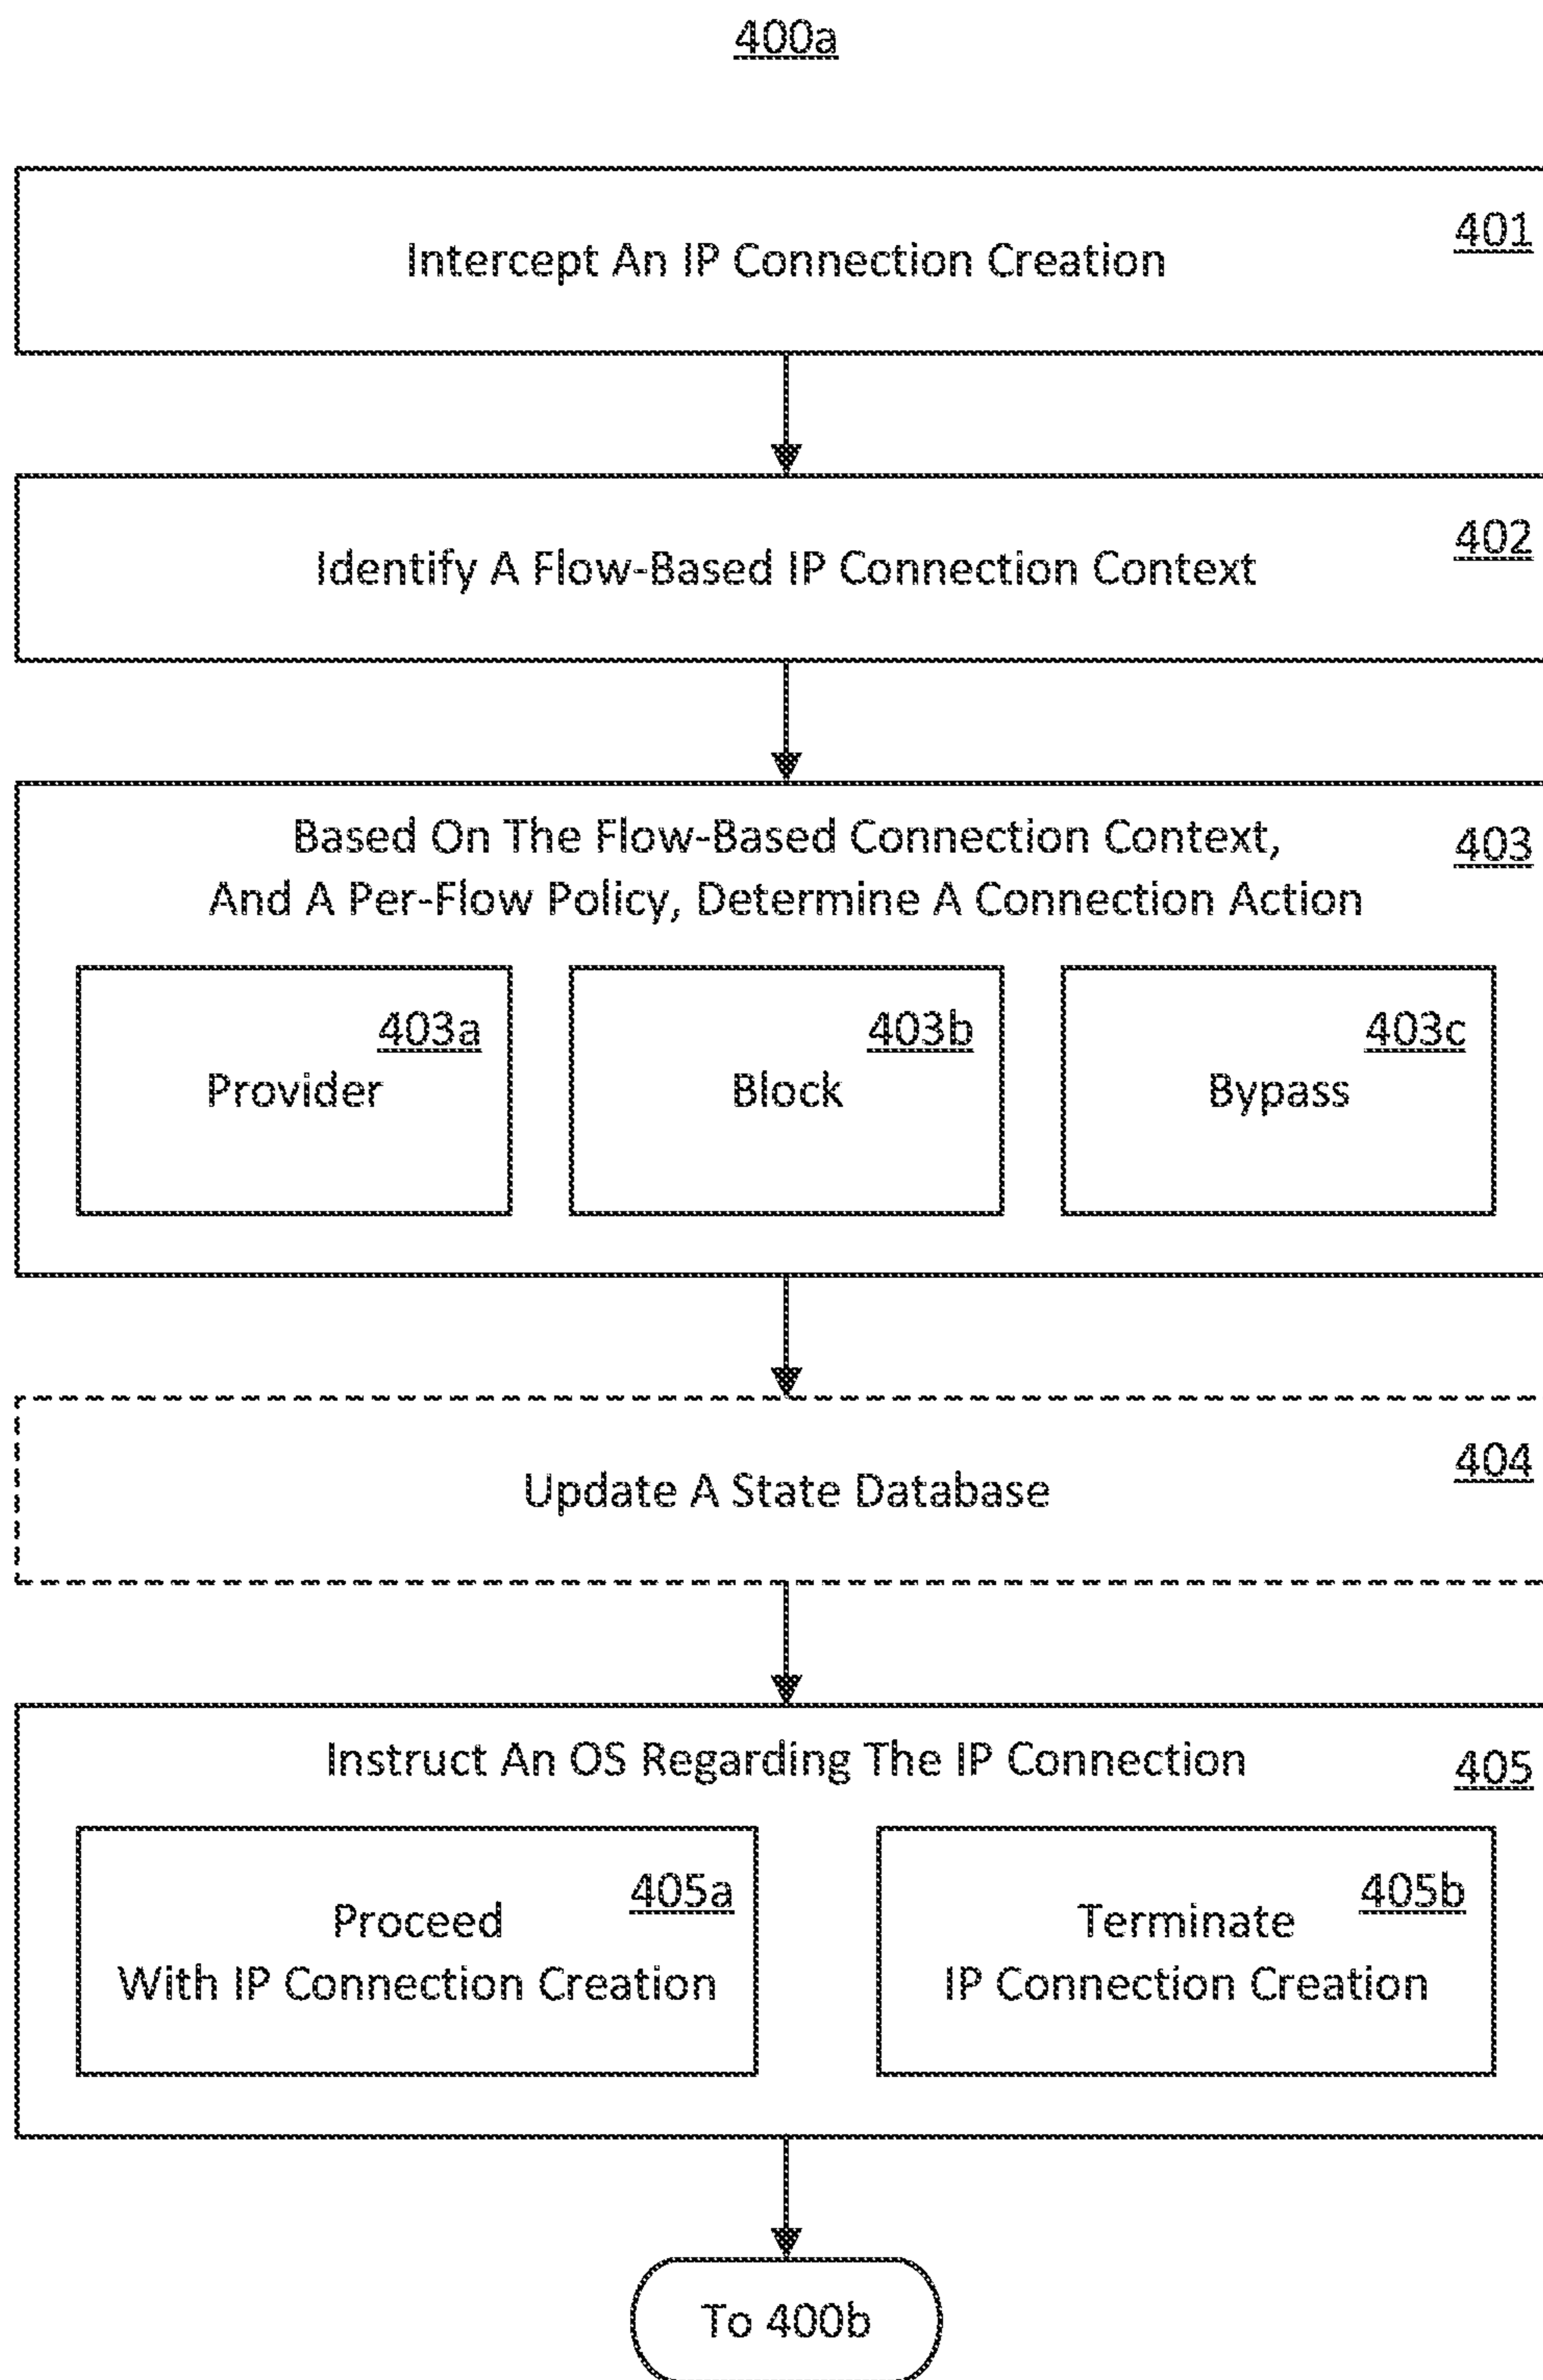 400a
401
Intercept An IP Connection Creation
402
Identify A Flow-Based IP Connection Context
Based On The Flow-Based Connection Context,
403
And A Per-Flow Policy, Determine A Connection Action
403a
Provider
403b
Block
403c
Bypass
404
Update A State Database
Instruct An OS Regarding The IP Connection
405
405a
Proceed
With IP Connection Creation
405b
Terminate
IP Connection Creation
To 400b